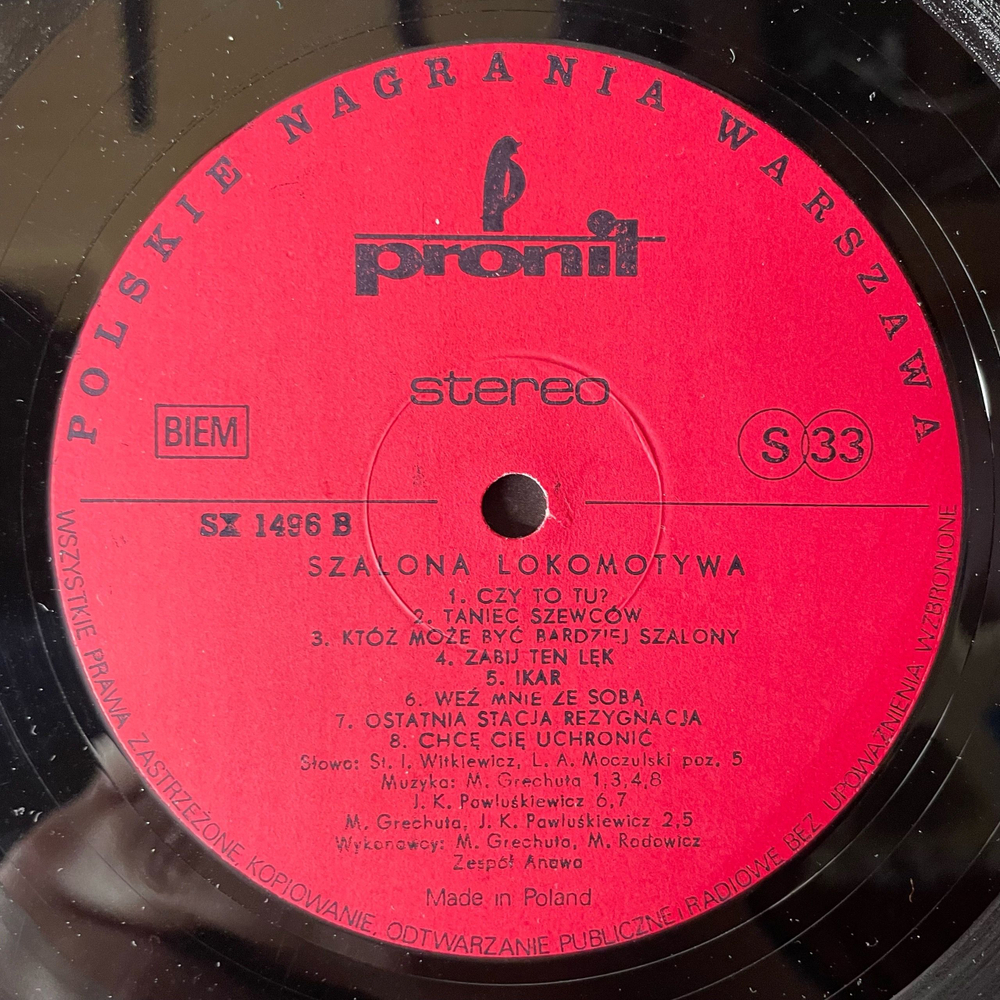 POLSKIE NAGRANIA WARSZAWA
pronit
stereo
BIEM
S 33
SX 1496 B
SZALONA LOKOMOTYWA
1. CZY TO TU?
2. TANIEC SZEWCÓW
3. KTÓŻ MOŻE BYĆ BARDZIEJ SZALONY
4. ZABIJ TEN LĘK
5. IKAR
6. WEŹ MNIE ZE SOBĄ
7. OSTATNIA STACJA REZYGNACJA
8. CHCĘ CIĘ UCHRONIĆ
Słowa: St. I. Witkiewicz, L. A. Moczulski poz. 5
Muzyka: M. Grechuta 1,3,4,8
J. K. Pawluśkiewicz 6,7
M. Grechuta, J. K. Pawluśkiewicz 2,5
Wykonawcy: M. Grechuta, M. Rodowicz
Zespół Anawa
Made in Poland
WSZYSTKIE PRAWA ZASTRZEŻONE. KOPIOWANIE, ODTWARZANIE PUBLICZNE i RADIOWE BEZ UPOWAŻNIENIA WZBRONIONE